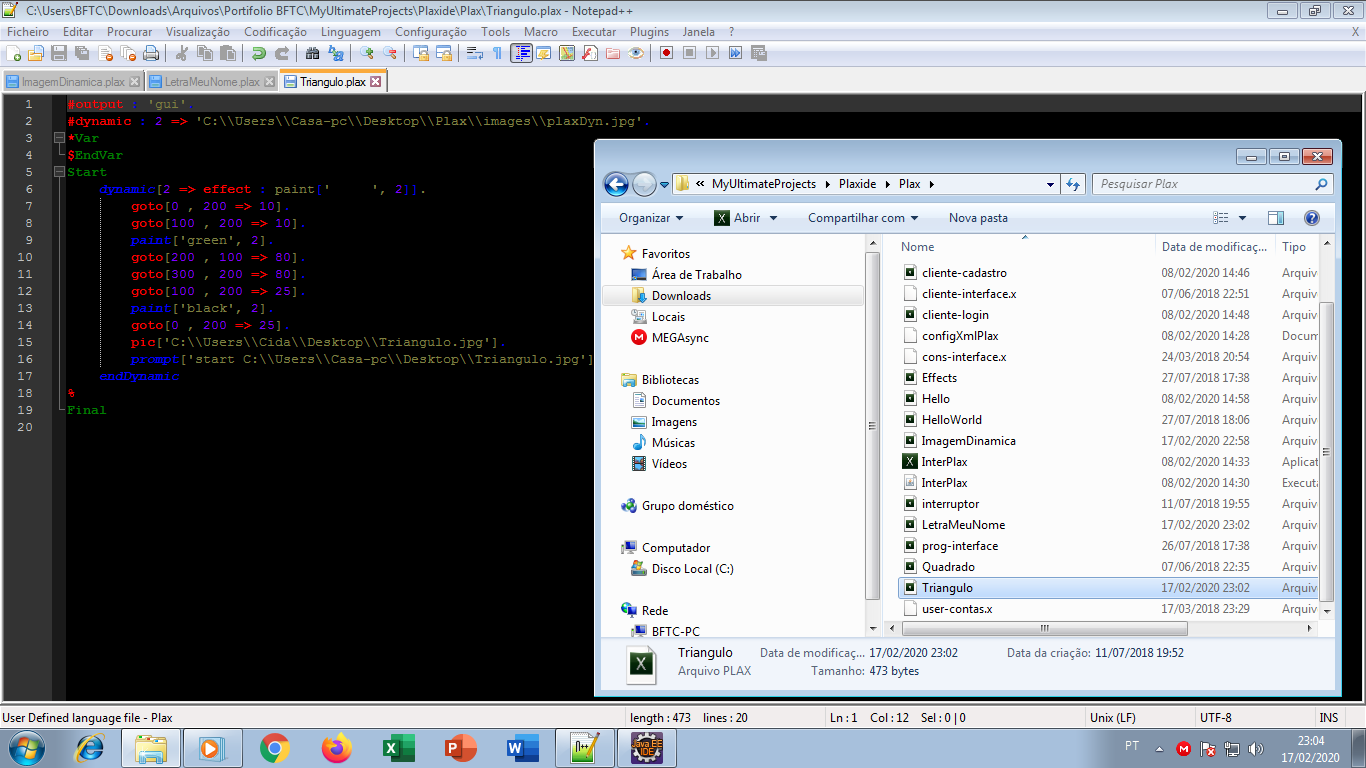 C:\Users\BFTC\Downloads\Arquivos\Portifolio BFTC\MyUltimateProjects\Plaxide\Plax\Triangulo.plax - Notepad++
Ficheiro Editar Procurar Visualização Codificação Linguagem Configuração Tools Macro Executar Plugins Janela ? X
ImagemDinamica.plax LetraMeuNome.plax Triangulo.plax
1 #output : 'gui'.
2 #dynamic : 2 => 'C:\\Users\\Casa-pc\\Desktop\\Plax\\images\\plaxDyn.jpg'.
3 *Var
4 $EndVar
5 Start
6 dynamic[2 => effect : paint[' ', 2]].
7 goto[0 , 200 => 10].
8 goto[100 , 200 => 10].
9 paint['green', 2].
10 goto[200 , 100 => 80].
11 goto[300 , 200 => 80].
12 goto[100 , 200 => 25].
13 paint['black', 2].
14 goto[0 , 200 => 25].
15 pic['C:\\Users\\Cida\\Desktop\\Triangulo.jpg'].
16 prompt['start C:\\Users\\Casa-pc\\Desktop\\Triangulo.jpg']
17 endDynamic
18 %
19 Final
20
« MyUltimateProjects Plaxide Plax
Pesquisar Plax
Organizar Abrir Compartilhar com Nova pasta
Favoritos
Área de Trabalho
Downloads
Locais
MEGAsync
Bibliotecas
Documentos
Imagens
Músicas
Vídeos
Grupo doméstico
Computador
Disco Local (C:)
Rede
BFTC-PC
Nome Data de modificaç... Tipo
cliente-cadastro 08/02/2020 14:46 Arquiv
cliente-interface.x 07/06/2018 22:51 Arquiv
cliente-login 08/02/2020 14:48 Arquiv
configXmlPlax 08/02/2020 14:28 Docum
cons-interface.x 24/03/2018 20:54 Arquiv
Effects 27/07/2018 17:38 Arquiv
Hello 08/02/2020 14:58 Arquiv
HelloWorld 27/07/2018 18:06 Arquiv
ImagemDinamica 17/02/2020 22:58 Arquiv
InterPlax 08/02/2020 14:33 Aplicat
InterPlax 08/02/2020 14:30 Executa
interruptor 11/07/2018 19:55 Arquiv
LetraMeuNome 17/02/2020 23:02 Arquiv
prog-interface 26/07/2018 17:38 Arquiv
Quadrado 07/06/2018 22:35 Arquiv
Triangulo 17/02/2020 23:02 Arquiv
user-contas.x 17/03/2018 23:29 Arquiv
Triangulo Data de modificaç... 17/02/2020 23:02 Data da criação: 11/07/2018 19:52
Arquivo PLAX Tamanho: 473 bytes
User Defined language file - Plax length : 473 lines : 20 Ln : 1 Col : 12 Sel : 0 | 0 Unix (LF) UTF-8 INS
PT 23:04
17/02/2020